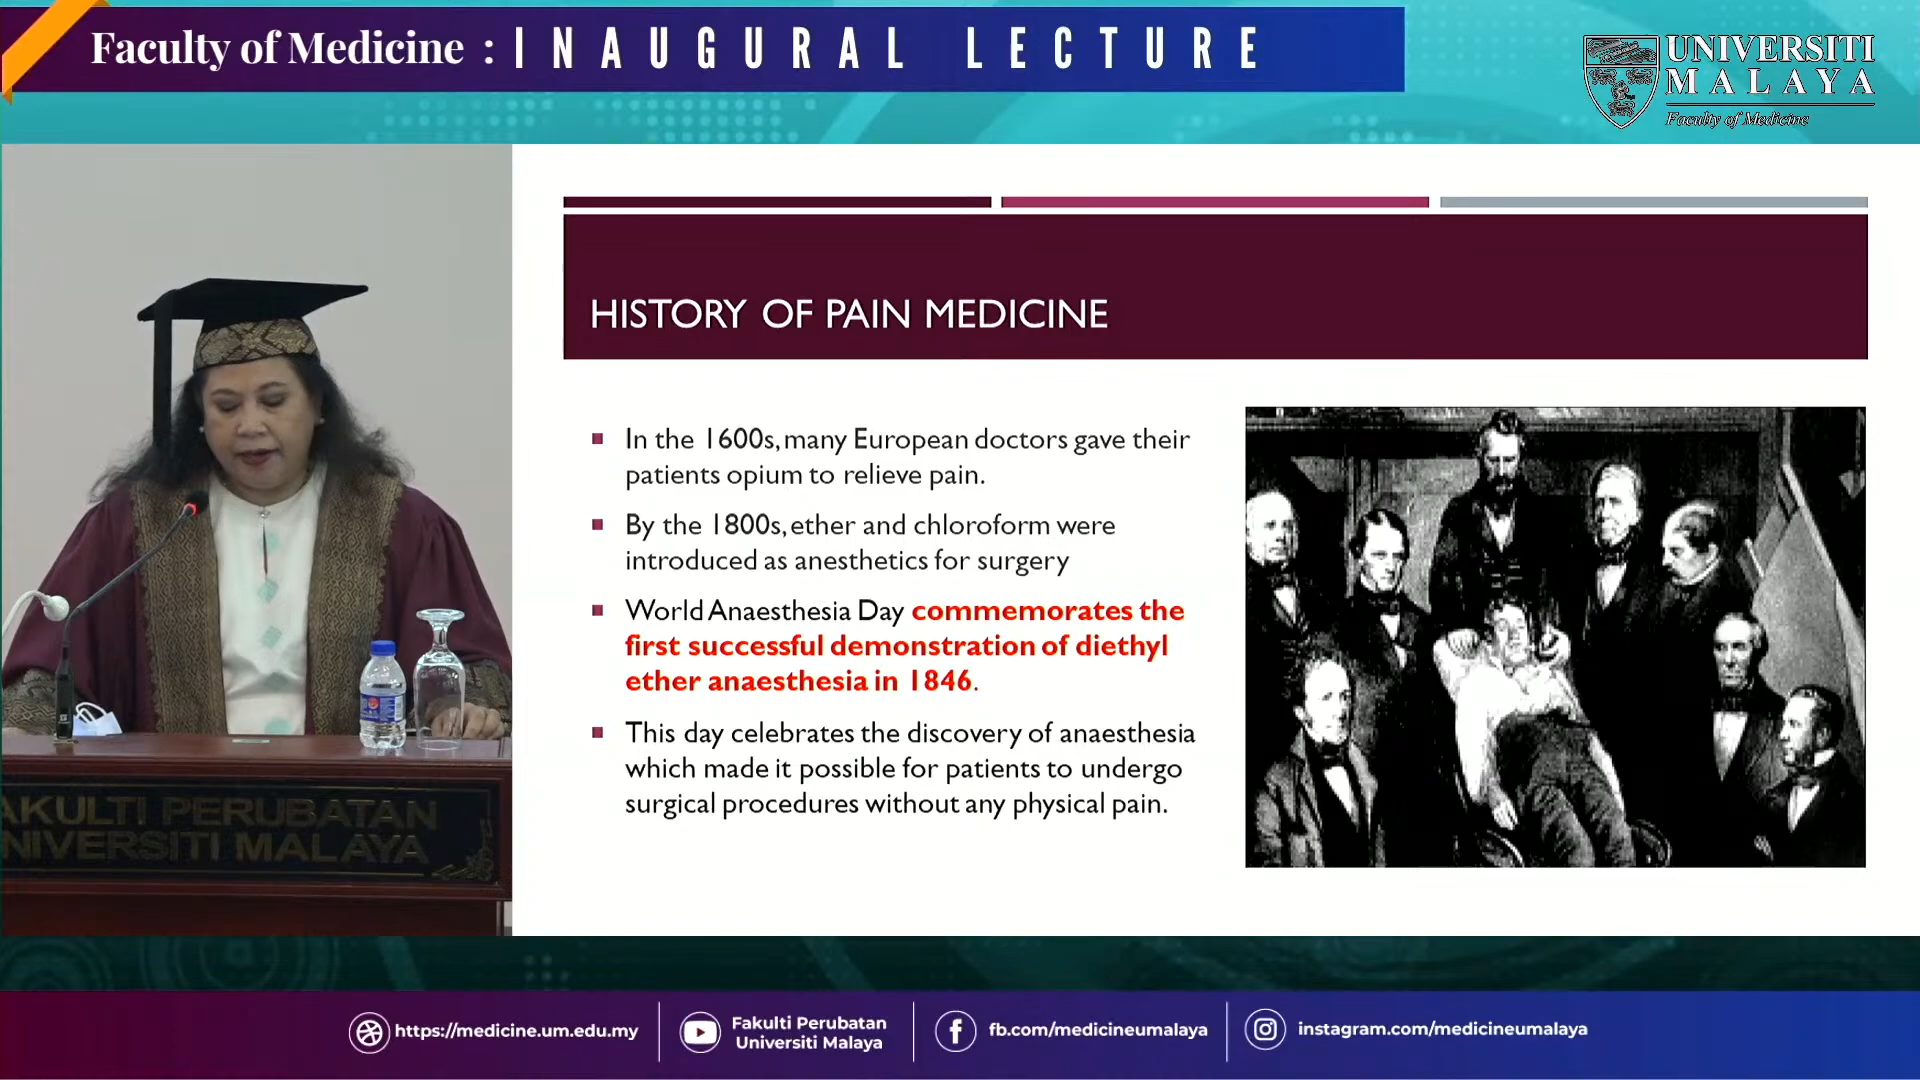 Faculty of Medicine : INAUGURAL LECTURE
UNIVERSITI
MALAYA
Faculty of Medicine
HISTORY OF PAIN MEDICINE
In the 1600s, many European doctors gave their
patients opium to relieve pain.
By the 1800s, ether and chloroform were
introduced as anesthetics for surgery
World Anaesthesia Day commemorates the
first successful demonstration of diethyl
ether anaesthesia in 1846.
This day celebrates the discovery of anaesthesia
which made it possible for patients to undergo
surgical procedures without any physical pain.
AKULTI PERUBATAN
NIVERSITI MALAYA
https://medicine.um.edu.my
Fakulti Perubatan
Universiti Malaya
fb.com/medicineumalaya
instagram.com/medicineumalaya